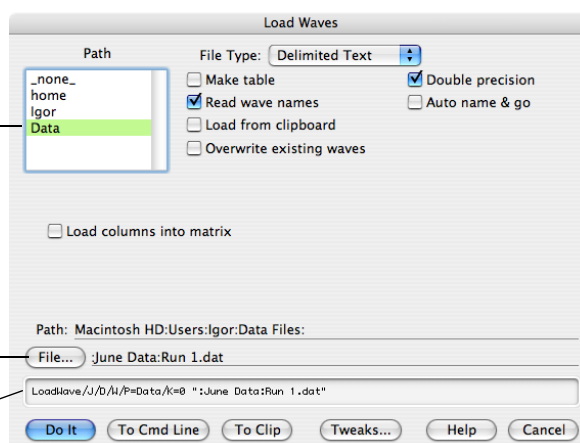 Load Waves
Path
File Type: Delimited Text
_none_
home
Igor
Data
Make table
Double precision
Read wave names
Auto name & go
Load from clipboard
Overwrite existing waves
Load columns into matrix
Path: Macintosh HD:Users:Igor:Data Files:
File... :June Data:Run 1.dat
LoadWave/J/D/W/P=Data/K=0 ":June Data:Run 1.dat"
Do It To Cmd Line To Clip Tweaks... Help Cancel